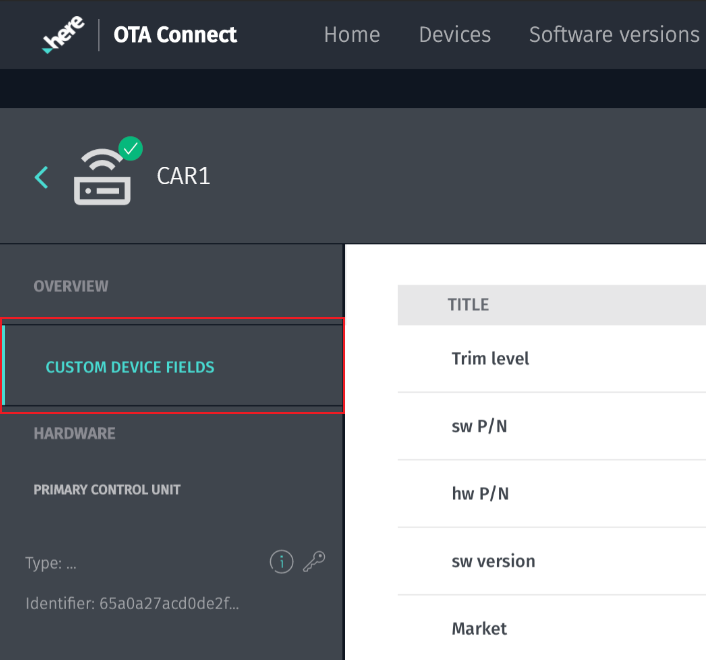 here OTA Connect Home Devices Software versions
CAR1
OVERVIEW
CUSTOM DEVICE FIELDS
HARDWARE
PRIMARY CONTROL UNIT
Type: ...
Identifier: 65a0a27acd0de2f...
TITLE
Trim level
sw P/N
hw P/N
sw version
Market